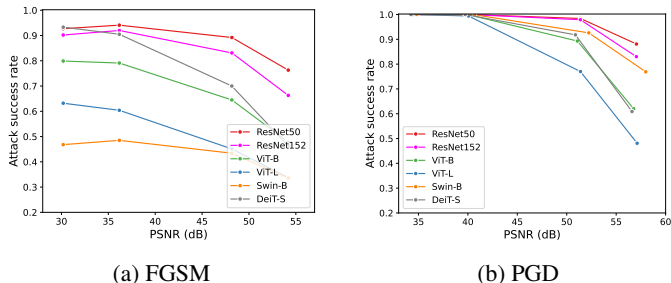 1.0
0.9
0.8
0.7
0.6
0.5
0.4
0.3
0.2
Attack success rate
30
35
40
45
50
55
PSNR (dB)
ResNet50
ResNet152
ViT-B
ViT-L
Swin-B
DeiT-S
(a) FGSM
1.0
0.9
0.8
0.7
0.6
0.5
0.4
0.3
0.2
Attack success rate
35
40
45
50
55
60
PSNR (dB)
ResNet50
ResNet152
ViT-B
ViT-L
Swin-B
DeiT-S
(b) PGD